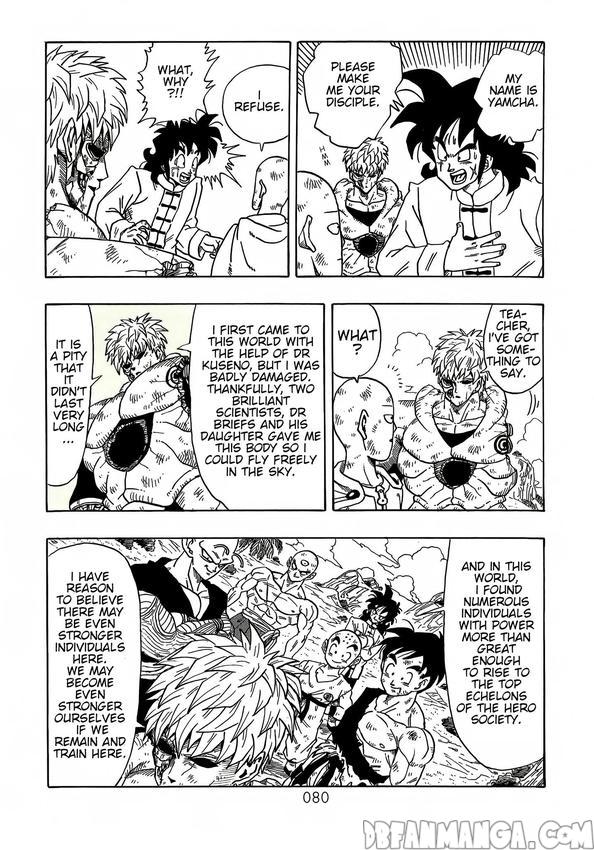 MY NAME
IS
YAMCHA.
PLEASE
MAKE
ME YOUR
DISCIPLE.
WWH
I
REFUSE.
WHAT,
WHY
?!!
TEA-
CHER,
I'VE GOT
SOME-
THING
TO SAY.
WHAT
?
I FIRST CAME TO
THIS WORLD WITH
THE HELP OF DR
KUSENO, BUT I WAS
BADLY DAMAGED.
THANKFULLY, TWO
BRILLIANT
SCIENTISTS, DR
BRIEFS AND HIS
DAUGHTER GAVE ME
THIS BODY SO I
COULD FLY FREELY
IN THE SKY.
IT IS
A PITY
THAT
IT
DIDN'T
LAST
VERY
LONG
...
AND IN THIS
WORLD,
I FOUND
NUMEROUS
INDIVIDUALS
WITH POWER
MORE THAN
GREAT
ENOUGH
TO RISE TO
THE TOP
ECHELONS OF
THE HERO
SOCIETY.
I HAVE
REASON
TO BELIEVE
THERE MAY
BE EVEN
STRONGER
INDIVIDUALS
HERE.
WE MAY
BECOME
EVEN
STRONGER
OURSELVES
IF WE
REMAIN AND
TRAIN HERE.
080
DBFANMANGA.COM